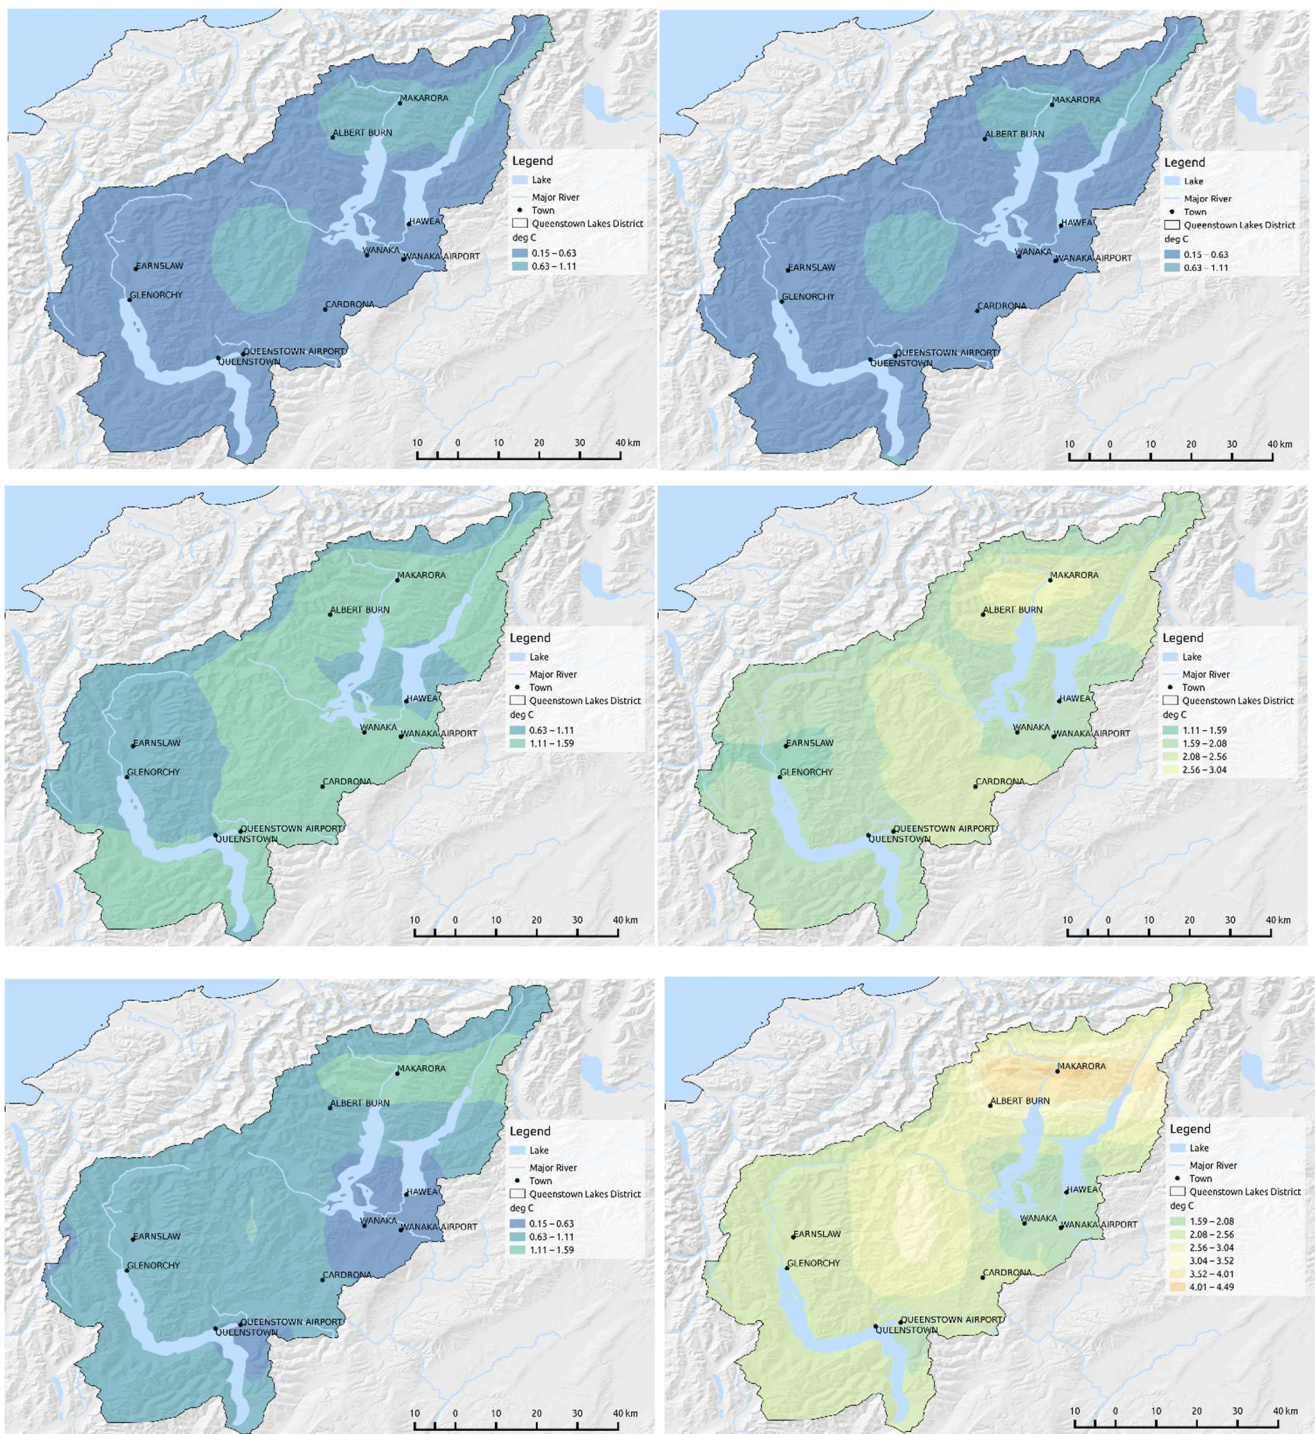 MAKARORA
ALBERT BURN
Legend
Lake
Major River
Town
Queenstown Lakes District
deg C
0.15 – 0.63
0.63 – 1.11
HAWEA
WANAKA
WANAKA AIRPORT
EARNSLAW
GLENORCHY
CARDRONA
QUEENSTOWN AIRPORT
QUEENSTOWN
10 0 10 20 30 40 km
MAKARORA
ALBERT BURN
Legend
Lake
Major River
Town
Queenstown Lakes District
deg C
0.15 – 0.63
0.63 – 1.11
HAWEA
WANAKA
WANAKA AIRPORT
EARNSLAW
GLENORCHY
CARDRONA
QUEENSTOWN AIRPORT
QUEENSTOWN
10 0 10 20 30 40 km
MAKARORA
ALBERT BURN
Legend
Lake
Major River
Town
Queenstown Lakes District
deg C
0.63 – 1.11
1.11 – 1.59
HAWEA
WANAKA
WANAKA AIRPORT
EARNSLAW
GLENORCHY
CARDRONA
QUEENSTOWN AIRPORT
QUEENSTOWN
10 0 10 20 30 40 km
MAKARORA
ALBERT BURN
Legend
Lake
Major River
Town
Queenstown Lakes District
deg C
1.11 – 1.59
1.59 – 2.08
2.08 – 2.56
2.56 – 3.04
HAWEA
WANAKA
WANAKA AIRPORT
EARNSLAW
GLENORCHY
CARDRONA
QUEENSTOWN AIRPORT
QUEENSTOWN
10 0 10 20 30 40 km
MAKARORA
ALBERT BURN
Legend
Lake
Major River
Town
Queenstown Lakes District
deg C
0.15 – 0.63
0.63 – 1.11
1.11 – 1.59
HAWEA
WANAKA
WANAKA AIRPORT
EARNSLAW
GLENORCHY
CARDRONA
QUEENSTOWN AIRPORT
QUEENSTOWN
10 0 10 20 30 40 km
MAKARORA
ALBERT BURN
Legend
Lake
Major River
Town
Queenstown Lakes District
deg C
1.59 – 2.08
2.08 – 2.56
2.56 – 3.04
3.04 – 3.52
3.52 – 4.01
4.01 – 4.49
HAWEA
WANAKA
WANAKA AIRPORT
EARNSLAW
GLENORCHY
CARDRONA
QUEENSTOWN AIRPORT
QUEENSTOWN
10 0 10 20 30 40 km